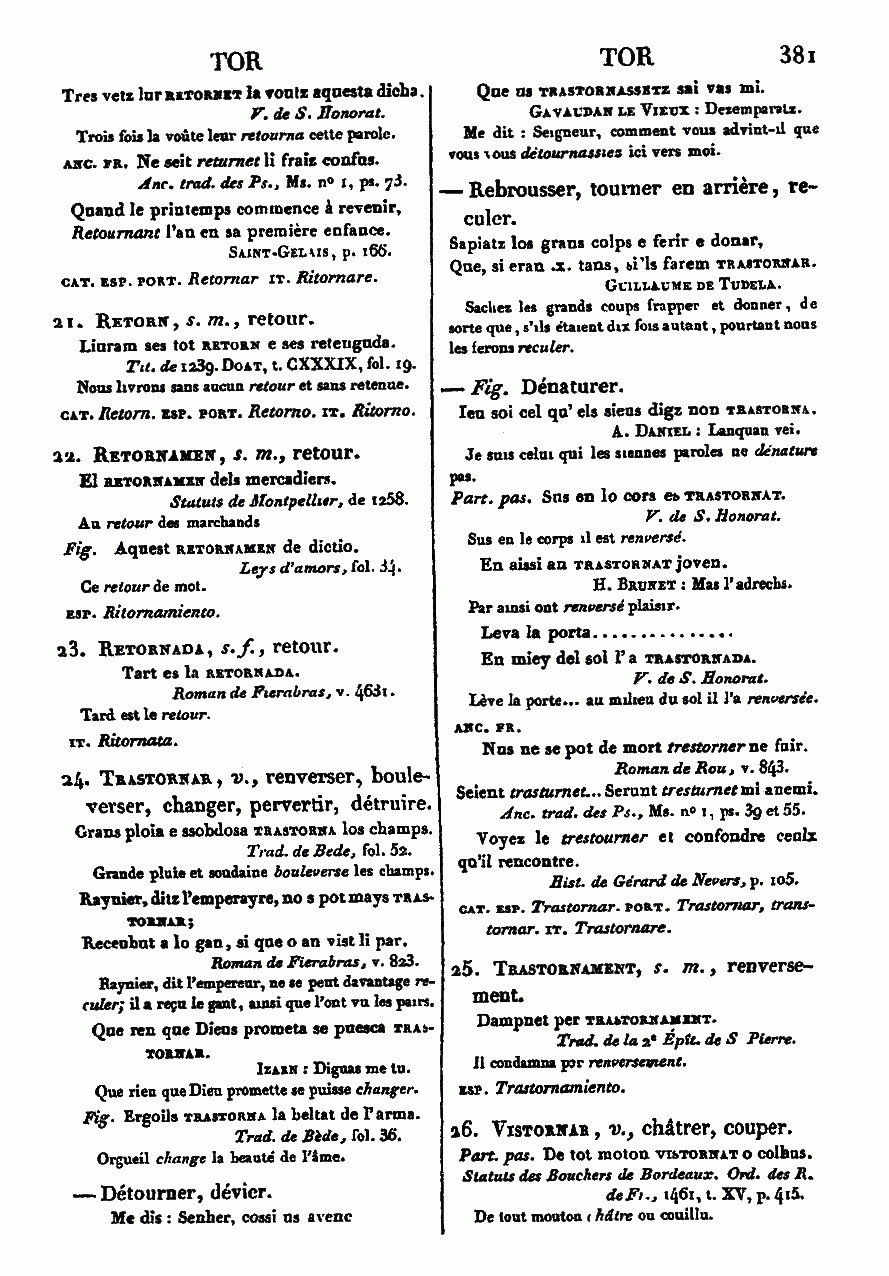 TOR
Tres vetz lur RETORNET la voutz aquesta dicha.
V. de S. Honorat.
Trois fois la voûte leur retourna cette parole.
ANC. FR. Ne seit returnet li fraiz confus.
Anc. trad. des Ps., Ms. nº 1, ps. 73.
Quand le printemps commence à revenir,
Retournant l'an en sa première enfance.
SAINT-GELAIS, p. 166.
CAT. ESP. PORT. Retornar IT. Ritornare.
21. RETORN, s. m., retour.
Liuram ses tot RETORN e ses retenguda.
Tit. de 1239. DOAT, t. CXXXIX, fol. 19.
Nous livrons sans aucun retour et sans retenue.
CAT. Retorn. ESP. PORT. Retorno. IT. Ritorno.
22. RETORNAMEN, s. m., retour.
El RETORNAMEN dels mercadiers.
Statuts de Montpellier, de 1258.
Au retour des marchands
Fig. Aquest RETORNAMEN de dictio.
Leys d'amors, fol. 34.
Ce retour de mot.
ESP. Ritornamiento.
23. RETORNADA, s. f., retour.
Tart es la RETORNADA.
Roman de Fierabras, v. 4631.
Tard est le retour.
IT. Ritornata.
24. TRASTORNAR, v., renverser, boule-
verser, changer, pervertir, détruire.
Grans ploia e ssobdosa TRASTORNA los champs.
Trad. de Bede, fol. 52.
Grande pluie et soudaine bouleverse les champs.
Raynier, ditz l'emperayre, no s pot mays TRAS-
TORNAR;
Recenbut a lo gan, si que o an vist li par.
Roman de Fierabras, v. 823.
Raynier, dit l'empereur, ne se peut davantage re-
culer; il a reçu le gant, ainsi que l'ont vu les pairs.
Que ren que Dieus prometa se puesca TRAS-
TORNAR.
IZARN : Diguas me tu.
Que rien que Dieu promette se puisse changer.
Fig. Ergoils TRASTORNA la beltat de l'arma.
Trad. de Bède, fol. 36.
Orgueil change la beauté de l'âme.
— Détourner, dévier.
Me dis : Senher, cossi us avenc
TOR 381
Que us TRASTORNASSETZ sai vas mi.
GAVAUDAN LE VIEUX : Dezemparatz.
Me dit : Seigneur, comment vous advint-il que
vous vous détournassiez ici vers moi.
— Rebrousser, tourner en arrière, re-
culer.
Sapiatz los grans colps e ferir e donar,
Que, si eran .x. tans, si'ls farem TRASTORNAR.
GUILLAUME DE TUDELA.
Sachez les grands coups frapper et donner, de
sorte que, s'ils étaient dix fois autant, pourtant nous
les ferons reculer.
— Fig. Dénaturer.
Ieu soi cel qu'els sieus digz non TRASTORNA.
A. DANIEL : Lanquan vei.
Je suis celui qui les siennes paroles ne dénature
pas.
Part. pas. Sus en lo cors es TRASTORNAT.
V. de S. Honorat.
Sus en le corps il est renversé.
En aissi an TRASTORNAT joven.
H. BRUNET : Mas l'adrechs.
Par ainsi ont renversé plaisir.
Leva la porta...............
En miey del sol l'a TRASTORNADA.
V. de S. Honorat.
Lève la porte... au milieu du sol il l'a renversée.
ANC. FR.
Nus ne se pot de mort trestorner ne fuir.
Roman de Rou, v. 843.
Seient trasturnet... Serunt tresturnet mi anemi.
Anc. trad. des Ps., Ms. nº 1, ps. 39 et 55.
Voyez le trestourner et confondre ceulx
qu'il rencontre.
Hist. de Gérard de Nevers, p. 105.
CAT. ESP. Trastornar. PORT. Trastornar, trans-
tornar. IT. Trastornare.
25. TRASTORNAMENT, s. m., renverse-
ment.
Dampnet per TRASTORNAMENT.
Trad. de la 2e Épît. de S Pierre.
Il condamna par renversement.
ESP. Trastornamiento.
26. VISTORNAR, v., châtrer, couper.
Part. pas. De tot moton VISTORNAT o colhus.
Statuts des Bouchers de Bordeaux. Ord. des R.
de Fr., 1461, t. XV, p. 415.
De tout mouton châtre ou couillu.